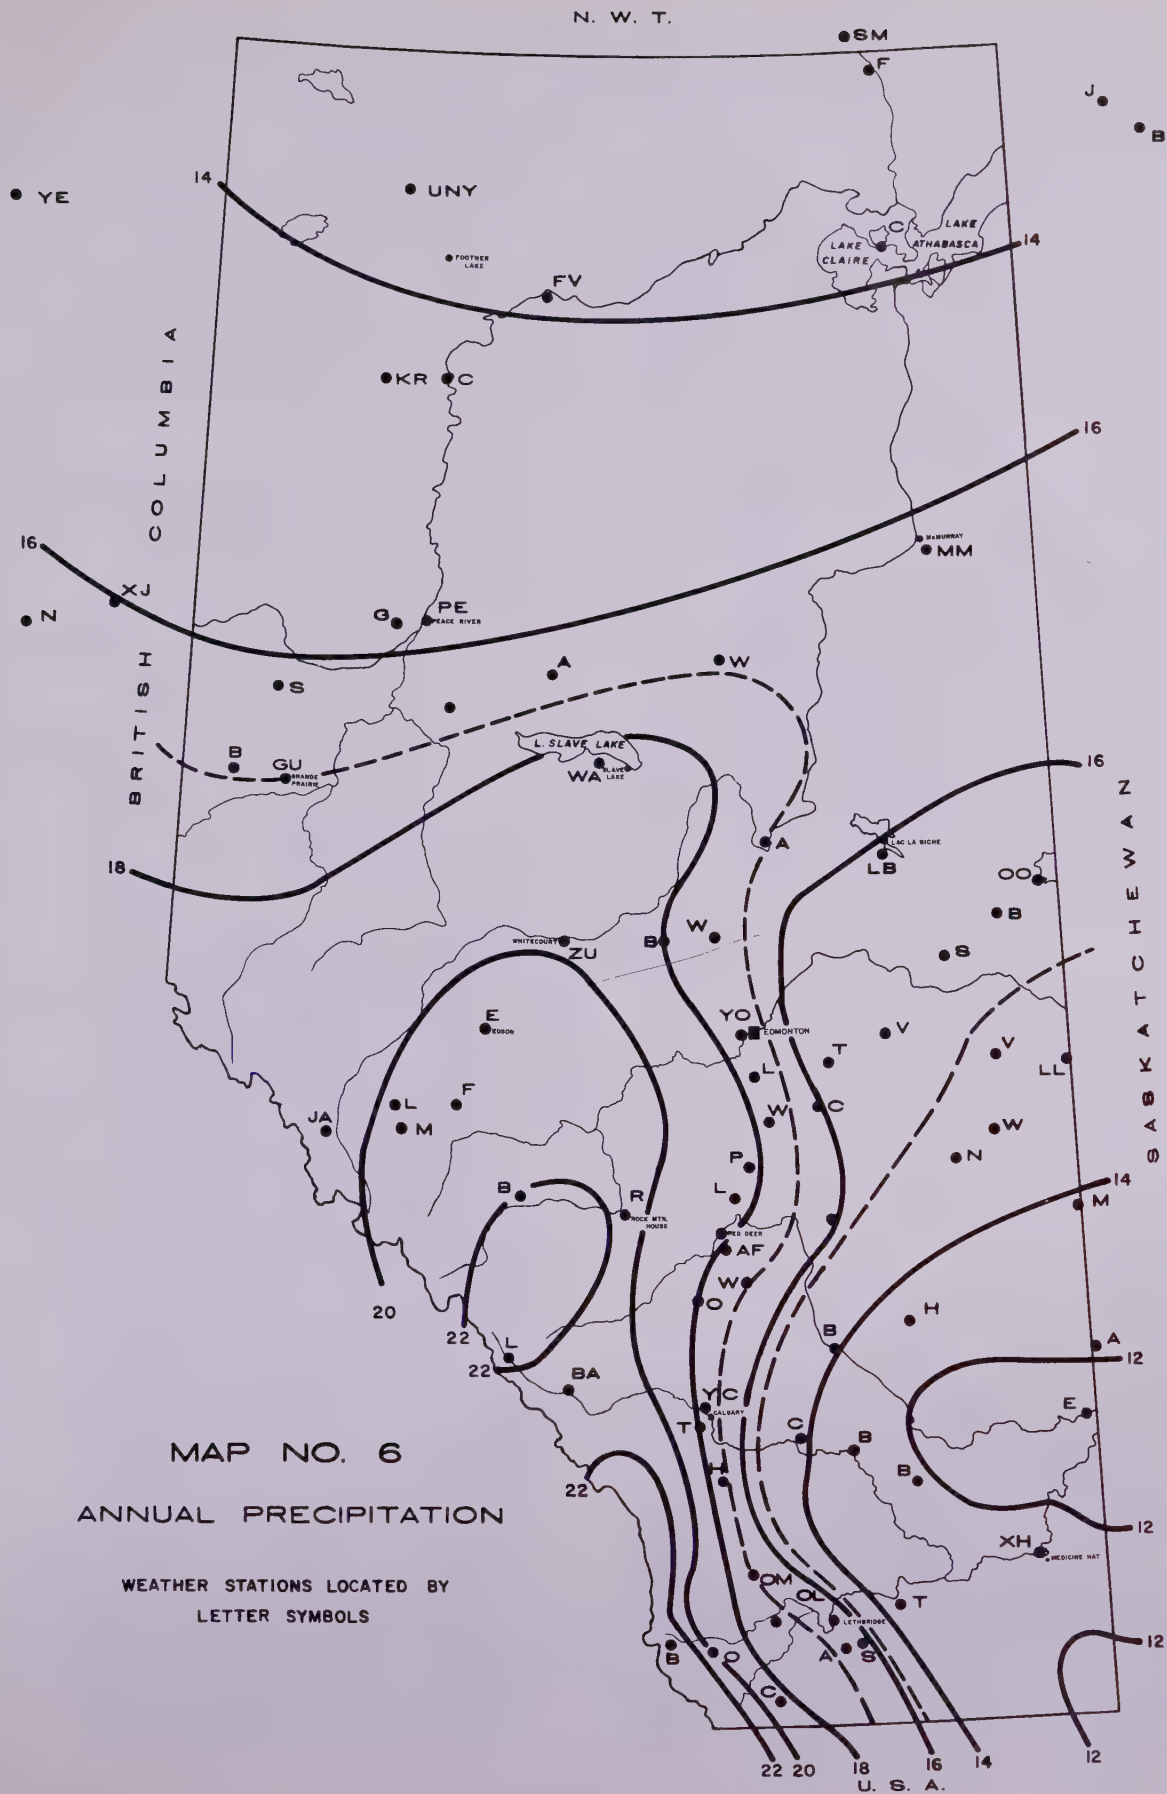 N. W. T.
SM
F
J
B
YE
14
UNY
C
LAKE
ATHABASCA
LAKE
CLAIRE
14
FOOTNER
LAKE
FV
KR
C
BRITISH COLUMBIA
16
16
McMURRAY
MM
XJ
N
G
PE
PEACE RIVER
S
A
W
B
GU
GRANDE
PRAIRIE
L. SLAVE LAKE
WA
SLAVE
LAKE
16
SASKATCHEWAN
A
LAC LA BICHE
LB
18
OO
B
W
B
WHITECOURT
ZU
S
E
EDSON
YO
EDMONTON
V
V
LL
T
L
L
F
C
JA
M
W
W
N
P
B
R
L
14
M
ROCK MTN.
HOUSE
RED DEER
AF
W
O
H
20
22
B
A
L
22
12
BA
YC
CALGARY
E
T
C
B
MAP NO. 6
B
H
22
ANNUAL PRECIPITATION
12
XH
MEDICINE HAT
WEATHER STATIONS LOCATED BY
LETTER SYMBOLS
OM
OL
T
LETHBRIDGE
12
B
O
A
S
C
22
20
18
16
14
12
U. S. A.